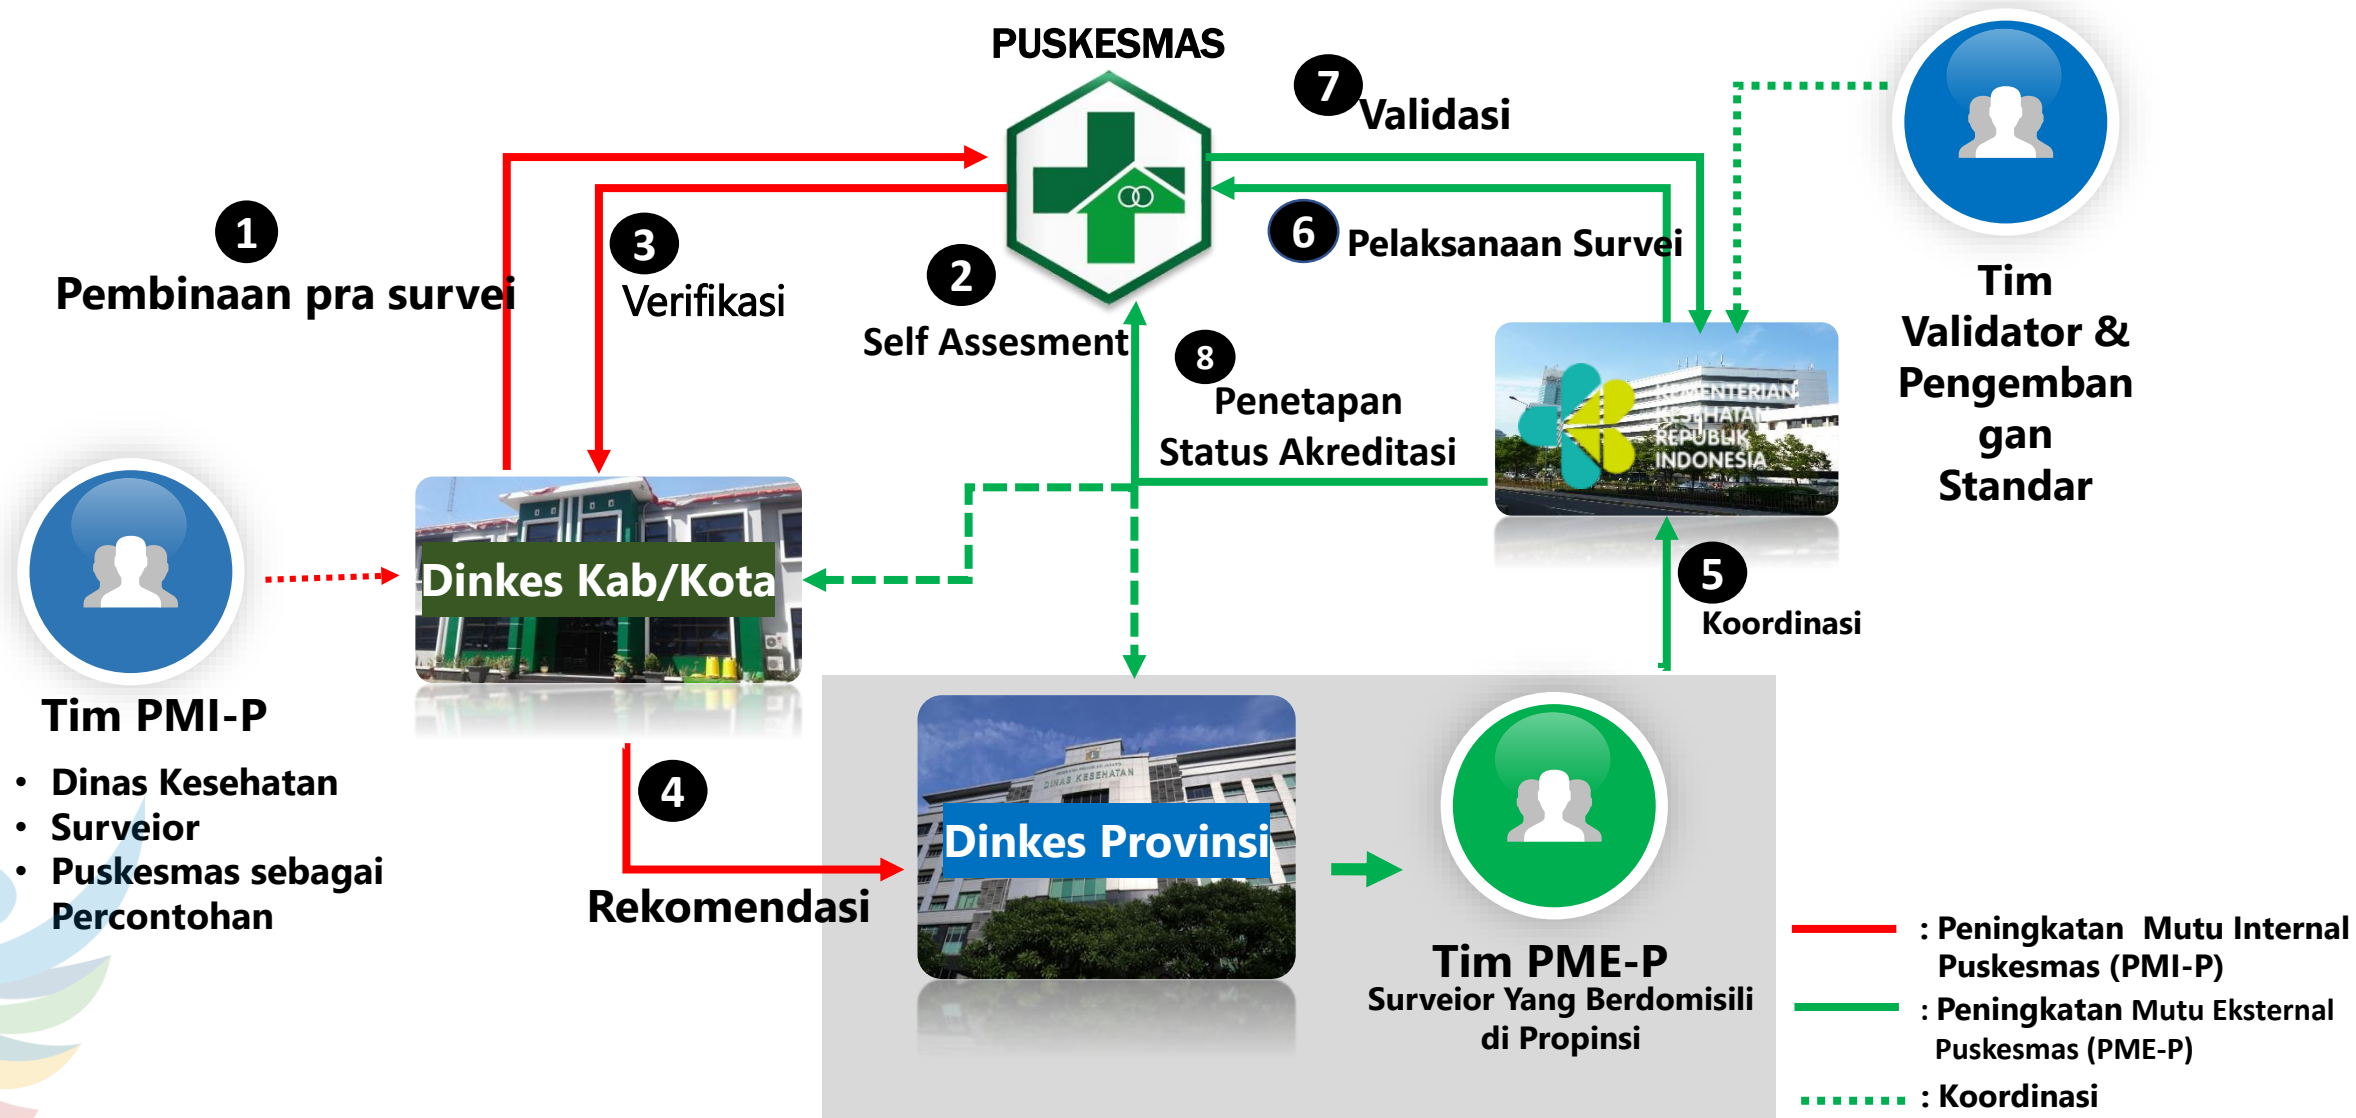 PUSKESMAS
7
Validasi
1
Pembinaan pra survei
3
Verifikasi
2
Self Assesment
6
Pelaksanaan Survei
8
Penetapan
Status Akreditasi
KEMENTERIAN
KESEHATAN
REPUBLIK
INDONESIA
Tim
Validator &
Pengemban
gan
Standar
5
Koordinasi
Dinkes Kab/Kota
Tim PMI-P
• Dinas Kesehatan
• Surveior
• Puskesmas sebagai
Percontohan
4
Rekomendasi
DINAS KESEHATAN
Dinkes Provinsi
Tim PME-P
Surveior Yang Berdomisili
di Propinsi
: Peningkatan Mutu Internal
Puskesmas (PMI-P)
: Peningkatan Mutu Eksternal
Puskesmas (PME-P)
: Koordinasi